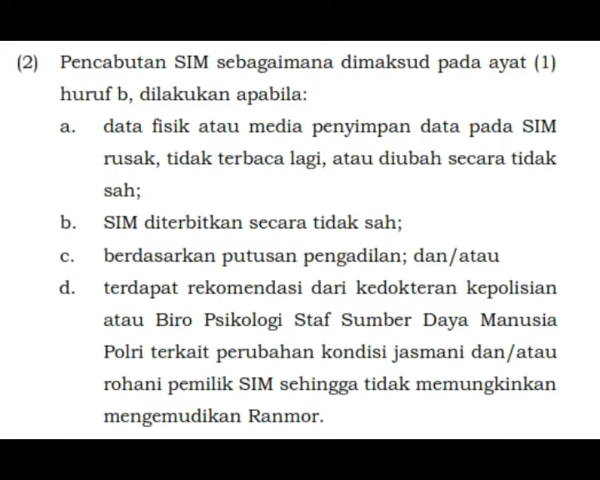 (2) Pencabutan SIM sebagaimana dimaksud pada ayat (1)
huruf b, dilakukan apabila:
a. data fisik atau media penyimpan data pada SIM
rusak, tidak terbaca lagi, atau diubah secara tidak
sah;
b. SIM diterbitkan secara tidak sah;
c. berdasarkan putusan pengadilan; dan/atau
d. terdapat rekomendasi dari kedokteran kepolisian
atau Biro Psikologi Staf Sumber Daya Manusia
Polri terkait perubahan kondisi jasmani dan/atau
rohani pemilik SIM sehingga tidak memungkinkan
mengemudikan Ranmor.